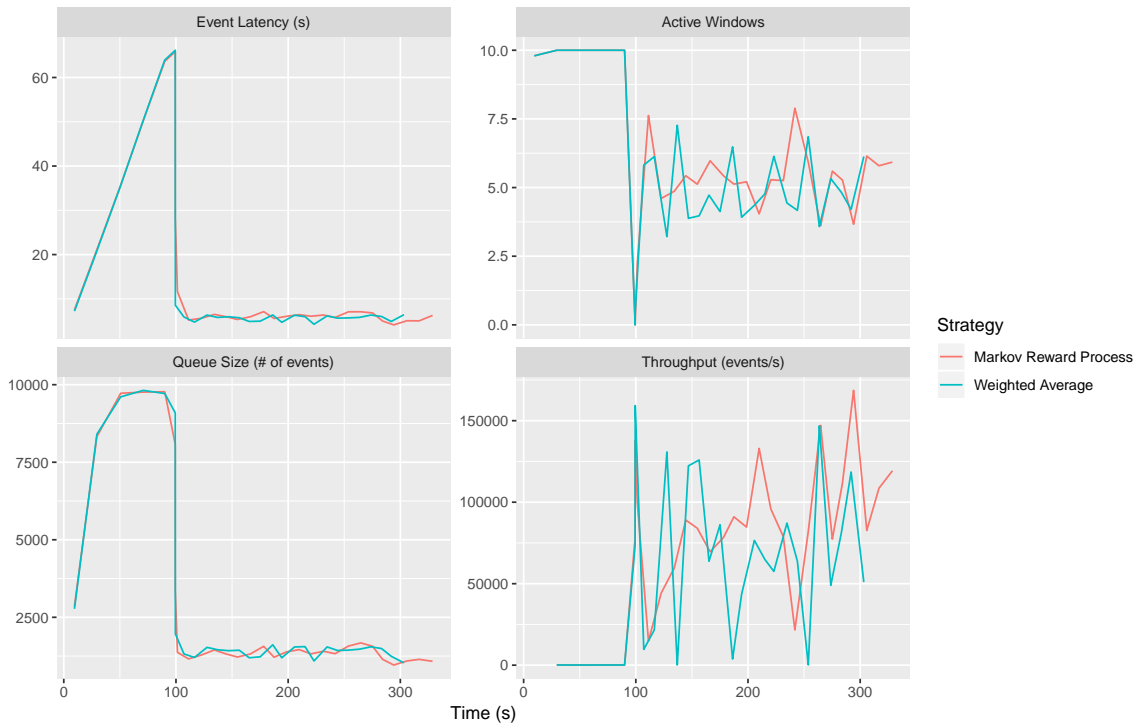 Event Latency (s)
Active Windows
60
40
20
10.0
7.5
5.0
2.5
0.0
Queue Size (# of events)
Throughput (events/s)
10000
7500
5000
2500
150000
100000
50000
0
0 100 200 300
0 100 200 300
Time (s)
Strategy
Markov Reward Process
Weighted Average